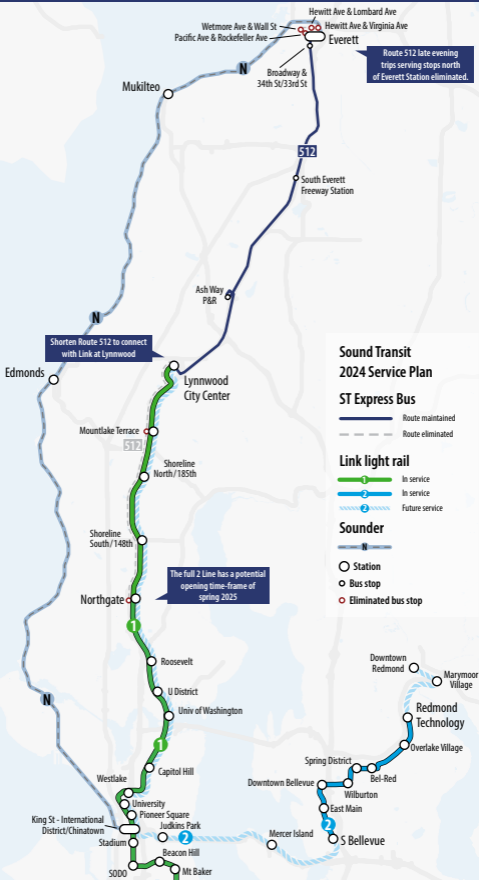 Hewitt Ave & Lombard Ave
Wetmore Ave & Wall St
Hewitt Ave & Virginia Ave
Pacific Ave & Rockefeller Ave
Everett
Route 512 late evening
trips serving stops north
of Everett Station eliminated.
N
Broadway &
34th St/33rd St
Mukilteo
512
South Everett
Freeway Station
Ash Way
P&R
N
Shorten Route 512 to connect
with Link at Lynnwood
Edmonds
Lynnwood
City Center
Mountlake Terrace
512
Shoreline
North/185th
Shoreline
South/148th
Northgate
The full 2 Line has a potential
opening time-frame of
spring 2025
1
Sound Transit
2024 Service Plan
ST Express Bus
Route maintained
Route eliminated
Link light rail
1
In service
2
In service
2
Future service
Sounder
N
Station
Bus stop
Eliminated bus stop
Roosevelt
U District
Univ of Washington
N
1
Capitol Hill
Westlake
University
Pioneer Square
King St - International
District/Chinatown
Judkins Park
2
Stadium
Beacon Hill
SODO
Mt Baker
Mercer Island
Downtown
Redmond
Marymoor
Village
Redmond
Technology
Overlake Village
Spring District
Bel-Red
Downtown Bellevue
Wilburton
East Main
2
S Bellevue